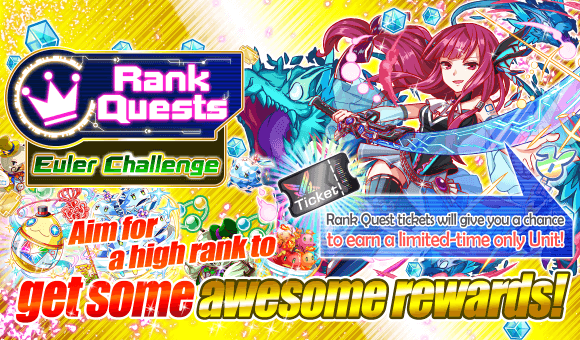 Rank
Quests
Euler Challenge
Ticket
Rank Quest tickets will give you a chance
to earn a limited-time only Unit!
Aim for
a high rank to
get some awesome rewards!